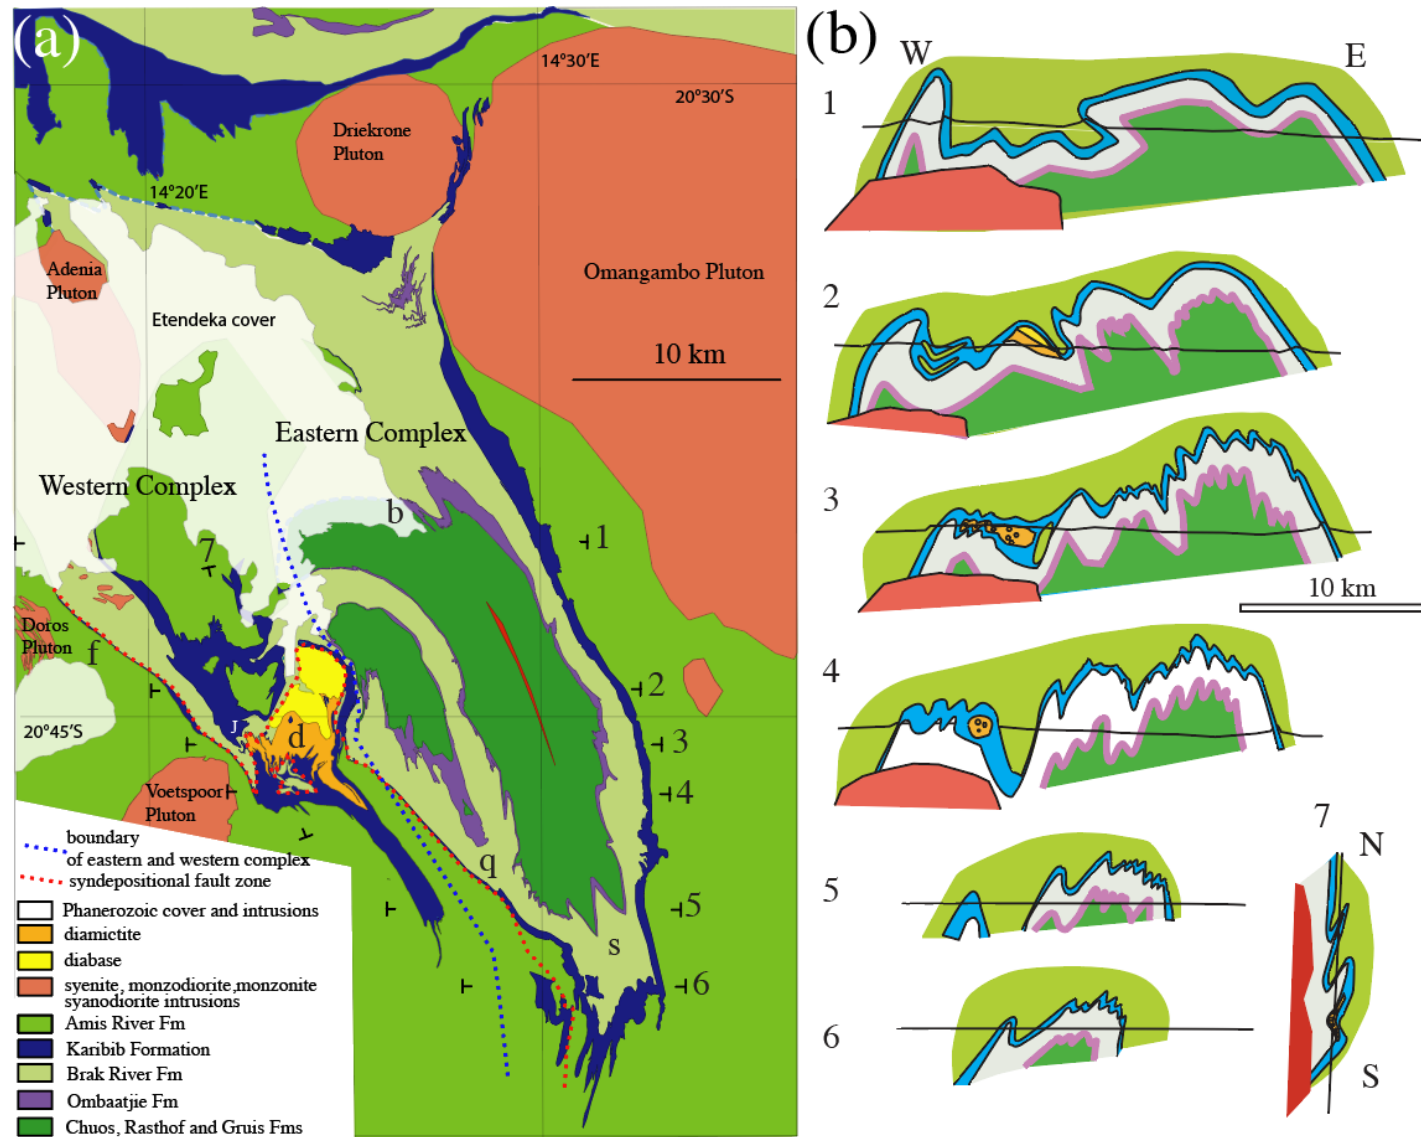 (a)
14°30'E
20°30'S
Driekrone
Pluton
14°20'E
Adenia
Pluton
Omangambo Pluton
Etendeka cover
10 km
Eastern Complex
Western Complex
b
1
7
Doros
Pluton
f
2
J
d
20°45'S
3
Voetspoor
Pluton
4
q
5
s
6
boundary
of eastern and western complex
syndepositional fault zone
Phanerozoic cover and intrusions
diamictite
diabase
syenite, monzodiorite,monzonite
syanodiorite intrusions
Amis River Fm
Karibib Formation
Brak River Fm
Ombaatjie Fm
Chuos, Rasthof and Gruis Fms
(b)
W
E
1
2
3
10 km
4
7
N
5
6
S